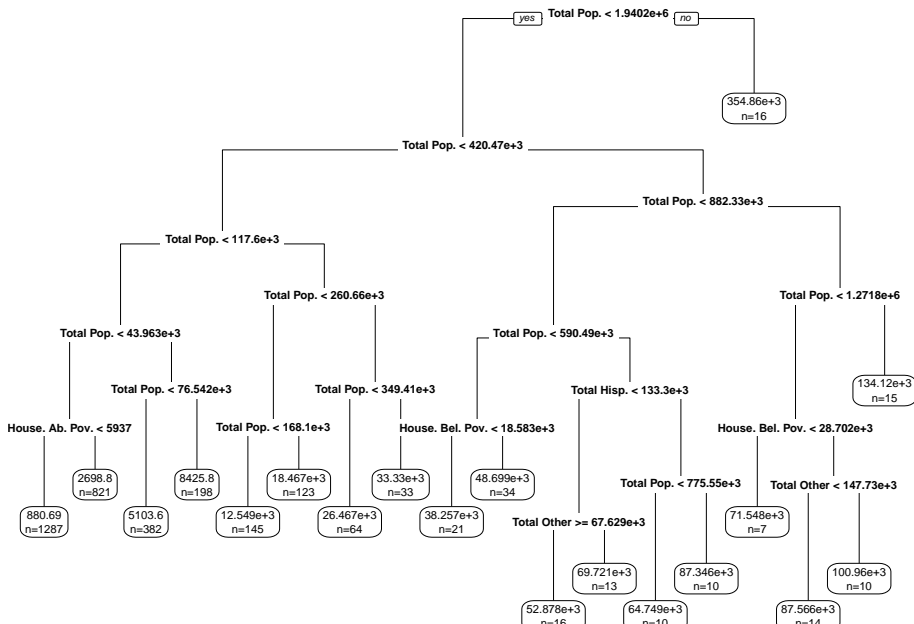 Total Pop. < 1.9402e+6
yes
no
354.86e+3
n=16
Total Pop. < 420.47e+3
Total Pop. < 882.33e+3
Total Pop. < 117.6e+3
Total Pop. < 260.66e+3
Total Pop. < 1.2718e+6
Total Pop. < 43.963e+3
Total Pop. < 590.49e+3
134.12e+3
n=15
Total Pop. < 76.542e+3
Total Pop. < 349.41e+3
Total Hisp. < 133.3e+3
House. Ab. Pov. < 5937
Total Pop. < 168.1e+3
House. Bel. Pov. < 18.583e+3
House. Bel. Pov. < 28.702e+3
2698.8
n=821
8425.8
n=198
18.467e+3
n=123
33.33e+3
n=33
48.699e+3
n=34
Total Pop. < 775.55e+3
Total Other < 147.73e+3
880.69
n=1287
5103.6
n=382
12.549e+3
n=145
26.467e+3
n=64
38.257e+3
n=21
71.548e+3
n=7
Total Other >= 67.629e+3
69.721e+3
n=13
87.346e+3
n=10
100.96e+3
n=10
52.878e+3
n=16
64.749e+3
n=10
87.566e+3
n=14